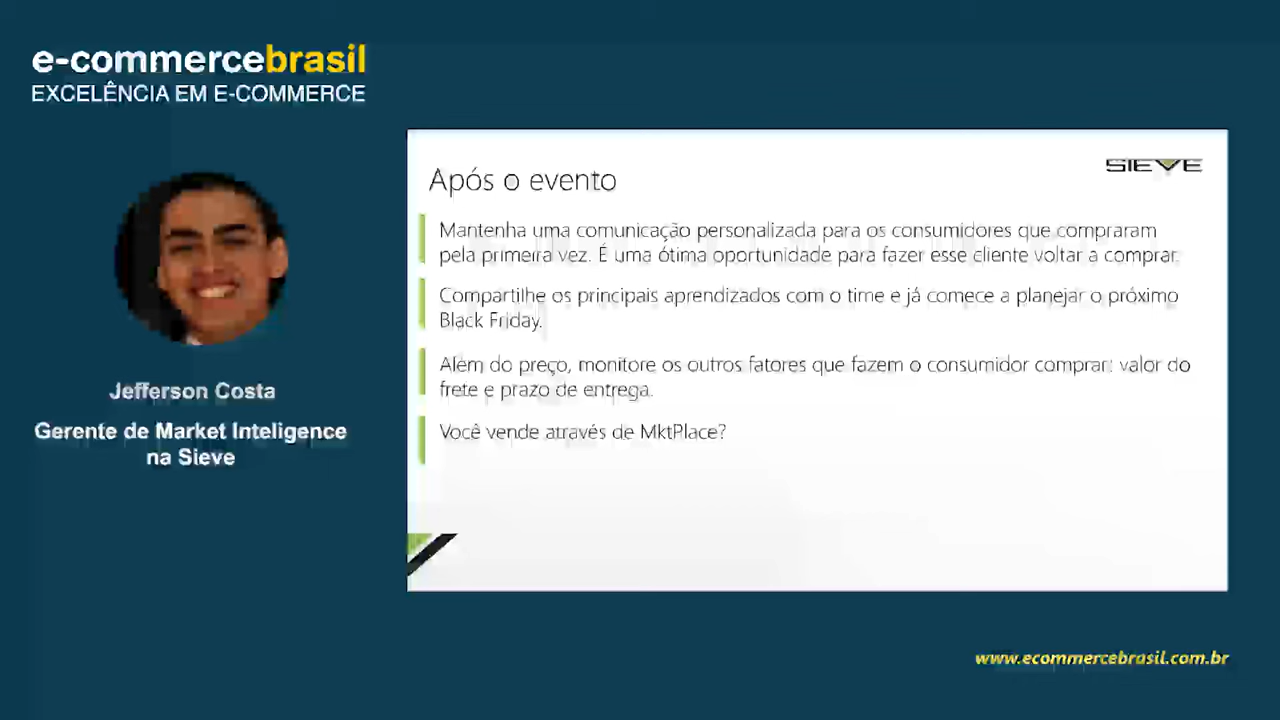 e-commercebrasil
EXCELÊNCIA EM E-COMMERCE
SIEVE
Após o evento
Mantenha uma comunicação personalizada para os consumidores que compraram
pela primeira vez. É uma ótima oportunidade para fazer esse cliente voltar a comprar.
Compartilhe os principais aprendizados com o time e já comece a planejar o próximo
Black Friday.
Além do preço, monitore os outros fatores que fazem o consumidor comprar: valor do
frete e prazo de entrega.
Você vende através de MktPlace?
Jefferson Costa
Gerente de Market Inteligence
na Sieve
www.ecommercebrasil.com.br